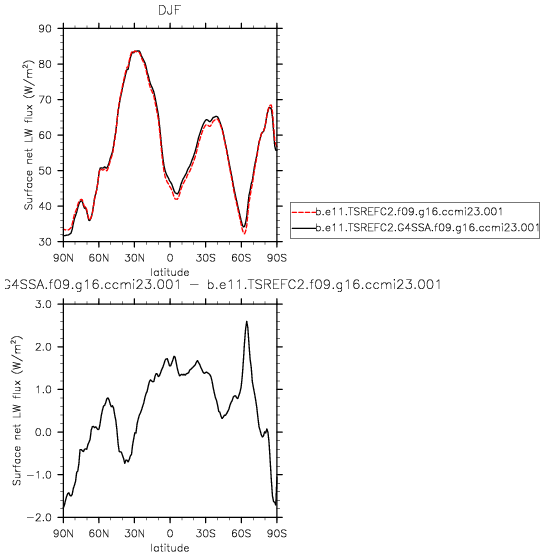 DJF
Surface net LW flux (W/m²)
90
80
70
60
50
40
30
90N 60N 30N 0 30S 60S 90S
latitude
b.e11.TSREFC2.f09.g16.ccmi23.001
b.e11.TSREFC2.G4SSA.f09.g16.ccmi23.001
G4SSA.f09.g16.ccmi23.001 − b.e11.TSREFC2.f09.g16.ccmi23.001
Surface net LW flux (W/m²)
3.0
2.0
1.0
0.0
−1.0
−2.0
90N 60N 30N 0 30S 60S 90S
latitude